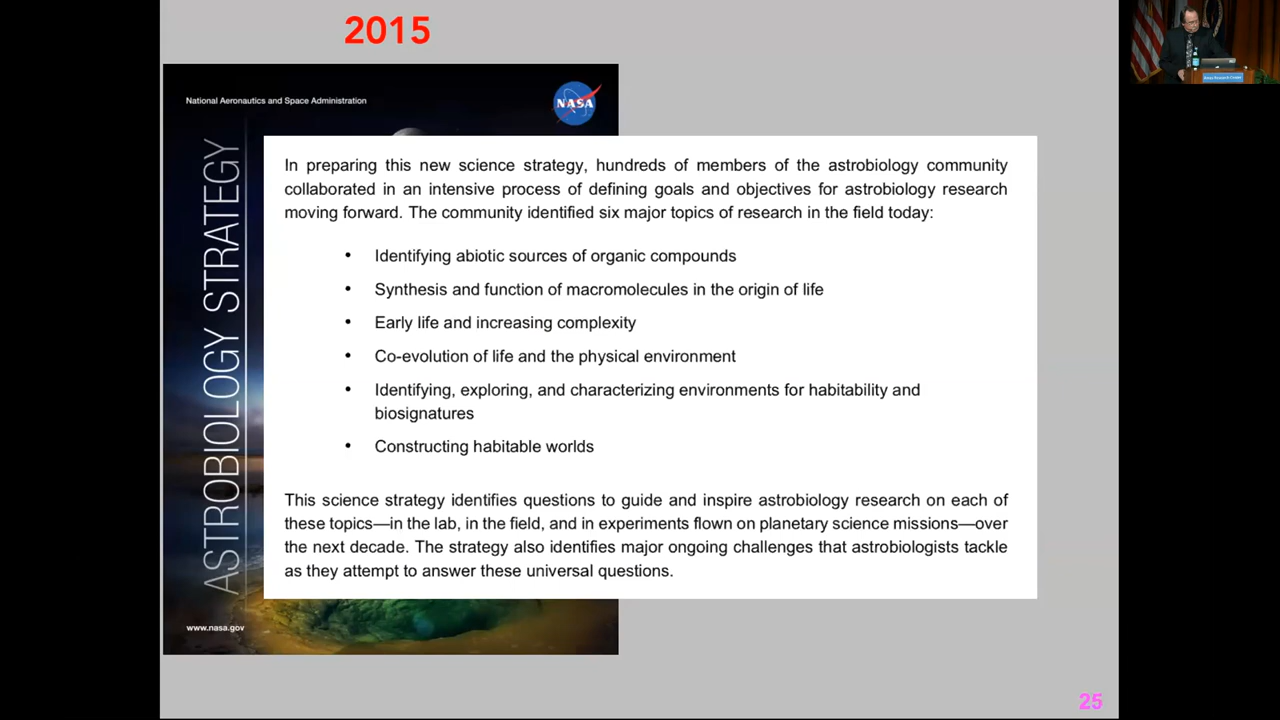 2015
National Aeronautics and Space Administration
NASA
ASTROBIOLOGY STRATEGY
In preparing this new science strategy, hundreds of members of the astrobiology community
collaborated in an intensive process of defining goals and objectives for astrobiology research
moving forward. The community identified six major topics of research in the field today:
• Identifying abiotic sources of organic compounds
• Synthesis and function of macromolecules in the origin of life
• Early life and increasing complexity
• Co-evolution of life and the physical environment
• Identifying, exploring, and characterizing environments for habitability and
biosignatures
• Constructing habitable worlds
This science strategy identifies questions to guide and inspire astrobiology research on each of
these topics—in the lab, in the field, and in experiments flown on planetary science missions—over
the next decade. The strategy also identifies major ongoing challenges that astrobiologists tackle
as they attempt to answer these universal questions.
www.nasa.gov
25
Ames Research Center